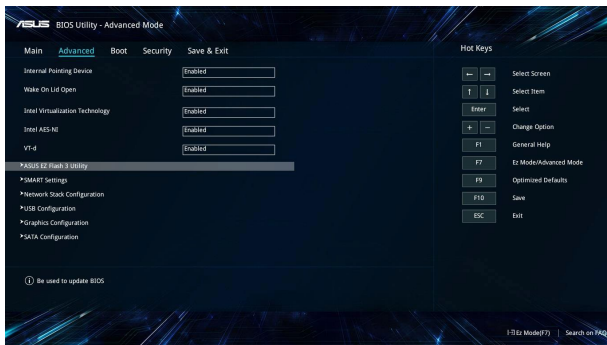 ASUS BIOS Utility - Advanced Mode
Main Advanced Boot Security Save & Exit
Internal Pointing Device Enabled
Wake On Lid Open Enabled
Intel Virtualization Technology Enabled
Intel AES-NI Enabled
VT-d Enabled
>ASUS EZ Flash 3 Utility
>SMART Settings
>Network Stack Configuration
>USB Configuration
>Graphics Configuration
>SATA Configuration
i Be used to update BIOS
Hot Keys
← → Select Screen
↑ ↓ Select Item
Enter Select
+ - Change Option
F1 General Help
F7 Ez Mode/Advanced Mode
F9 Optimized Defaults
F10 Save
ESC Exit
Ez Mode(F7) | Search on FAQ